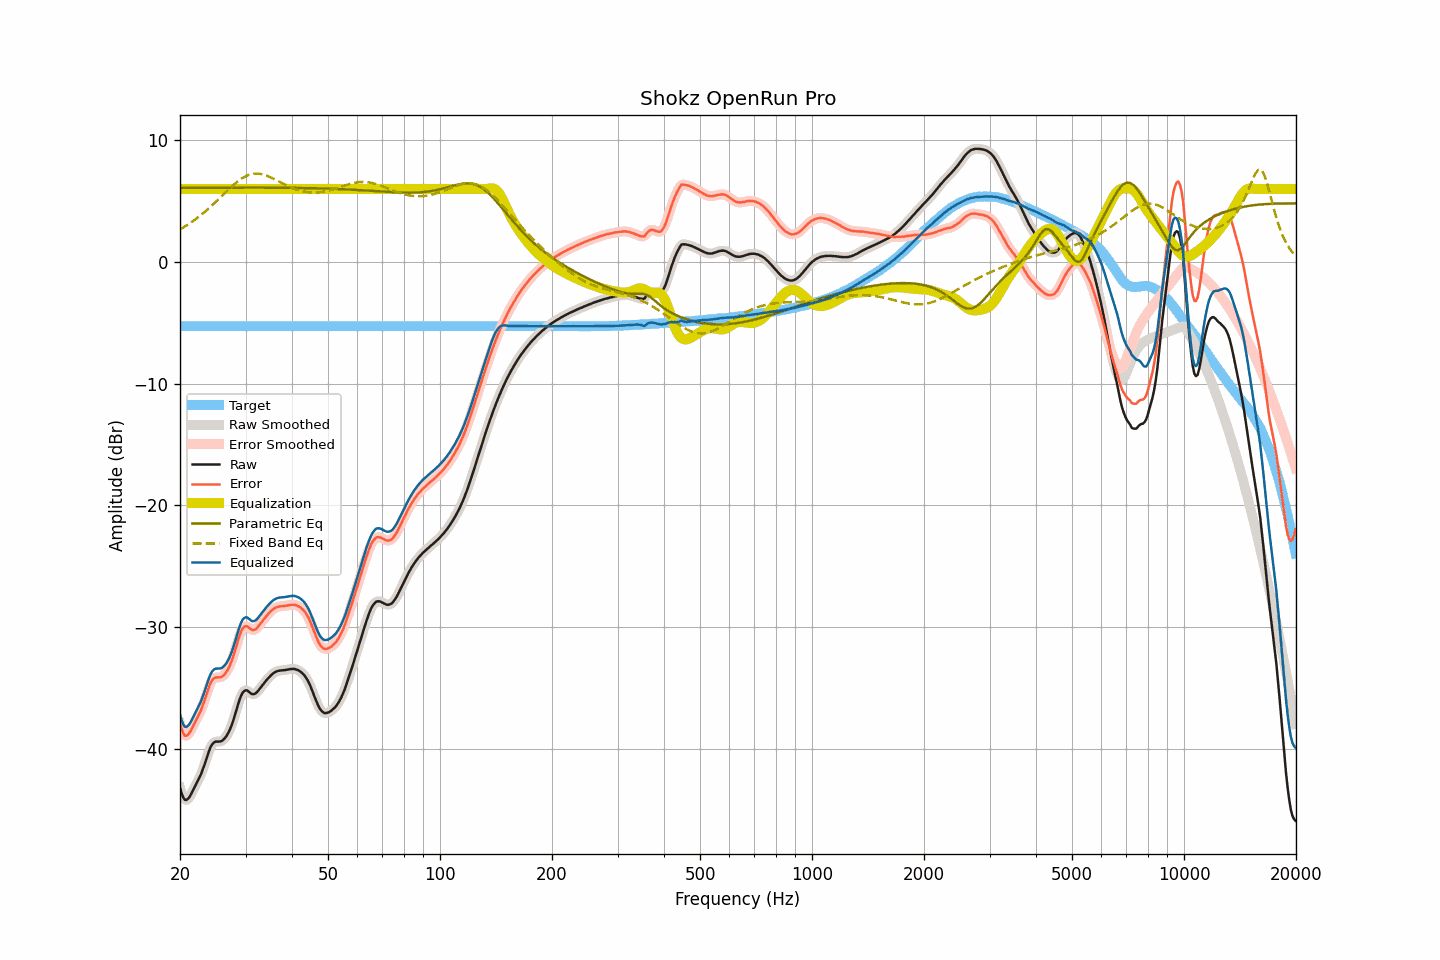 Shokz OpenRun Pro
10
0
−10
−20
−30
−40
Amplitude (dBr)
Target
Raw Smoothed
Error Smoothed
Raw
Error
Equalization
Parametric Eq
Fixed Band Eq
Equalized
20 50 100 200 500 1000 2000 5000 10000 20000
Frequency (Hz)